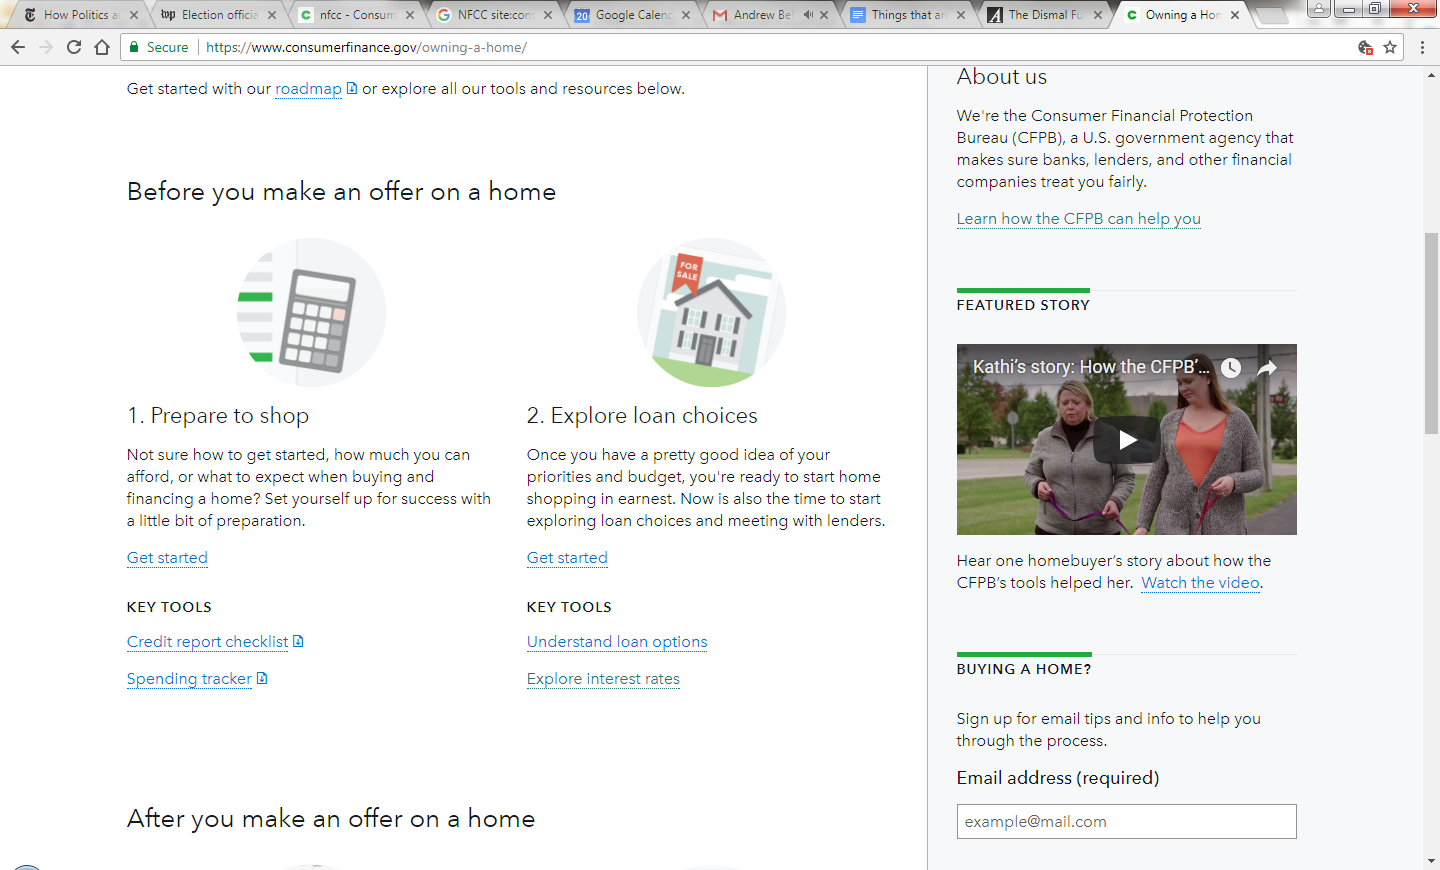 How Politics a
Election officia
nfcc - Consum
NFCC site:cons
Google Calend
Andrew Bel
Things that are
The Dismal Fu
Owning a Hom
Secure | https://www.consumerfinance.gov/owning-a-home/
Get started with our roadmap or explore all our tools and resources below.
Before you make an offer on a home
1. Prepare to shop
Not sure how to get started, how much you can
afford, or what to expect when buying and
financing a home? Set yourself up for success with
a little bit of preparation.
Get started
KEY TOOLS
Credit report checklist
Spending tracker
FOR
SALE
2. Explore loan choices
Once you have a pretty good idea of your
priorities and budget, you're ready to start home
shopping in earnest. Now is also the time to start
exploring loan choices and meeting with lenders.
Get started
KEY TOOLS
Understand loan options
Explore interest rates
After you make an offer on a home
About us
We're the Consumer Financial Protection
Bureau (CFPB), a U.S. government agency that
makes sure banks, lenders, and other financial
companies treat you fairly.
Learn how the CFPB can help you
FEATURED STORY
Kathi’s story: How the CFPB’...
Hear one homebuyer’s story about how the
CFPB’s tools helped her. Watch the video.
BUYING A HOME?
Sign up for email tips and info to help you
through the process.
Email address (required)
example@mail.com